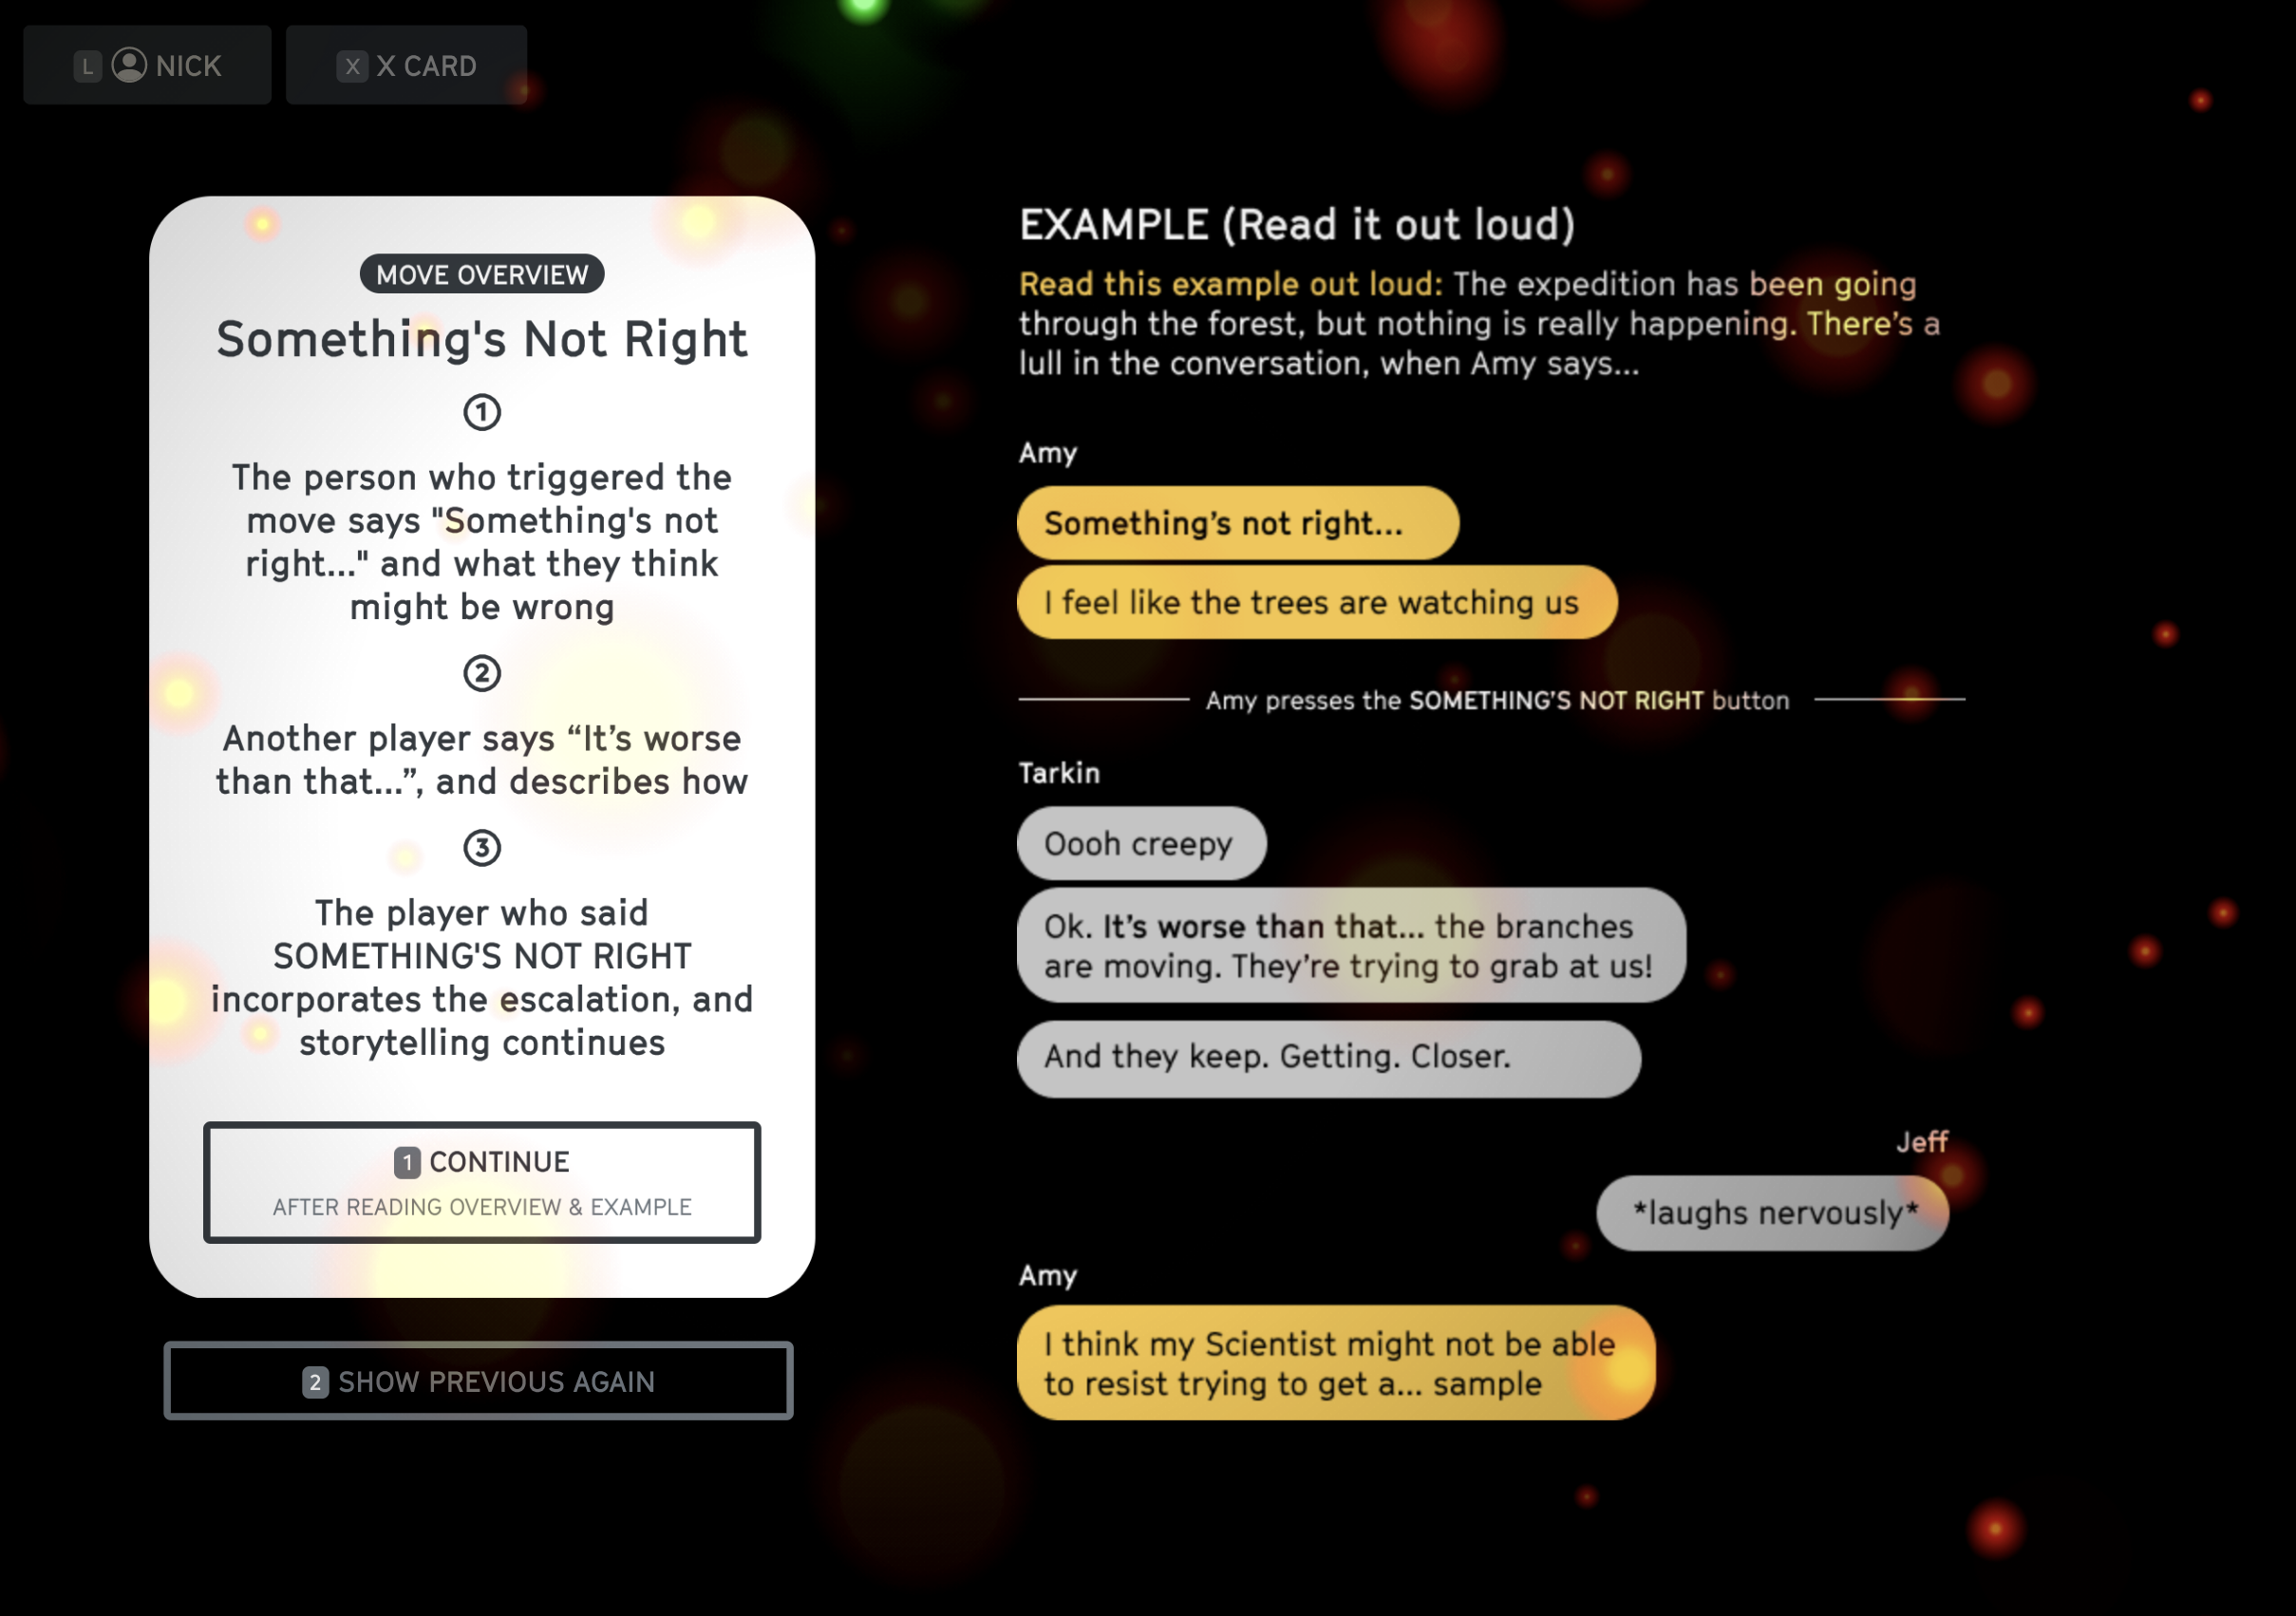 L NICK
X X CARD
MOVE OVERVIEW
Something's Not Right
1
The person who triggered the
move says "Something's not
right..." and what they think
might be wrong
2
Another player says “It’s worse
than that...”, and describes how
3
The player who said
SOMETHING'S NOT RIGHT
incorporates the escalation, and
storytelling continues
1 CONTINUE
AFTER READING OVERVIEW & EXAMPLE
2 SHOW PREVIOUS AGAIN
EXAMPLE (Read it out loud)
Read this example out loud: The expedition has been going
through the forest, but nothing is really happening. There’s a
lull in the conversation, when Amy says...
Amy
Something’s not right...
I feel like the trees are watching us
Amy presses the SOMETHING’S NOT RIGHT button
Tarkin
Oooh creepy
Ok. It’s worse than that... the branches
are moving. They’re trying to grab at us!
And they keep. Getting. Closer.
Jeff
*laughs nervously*
Amy
I think my Scientist might not be able
to resist trying to get a... sample